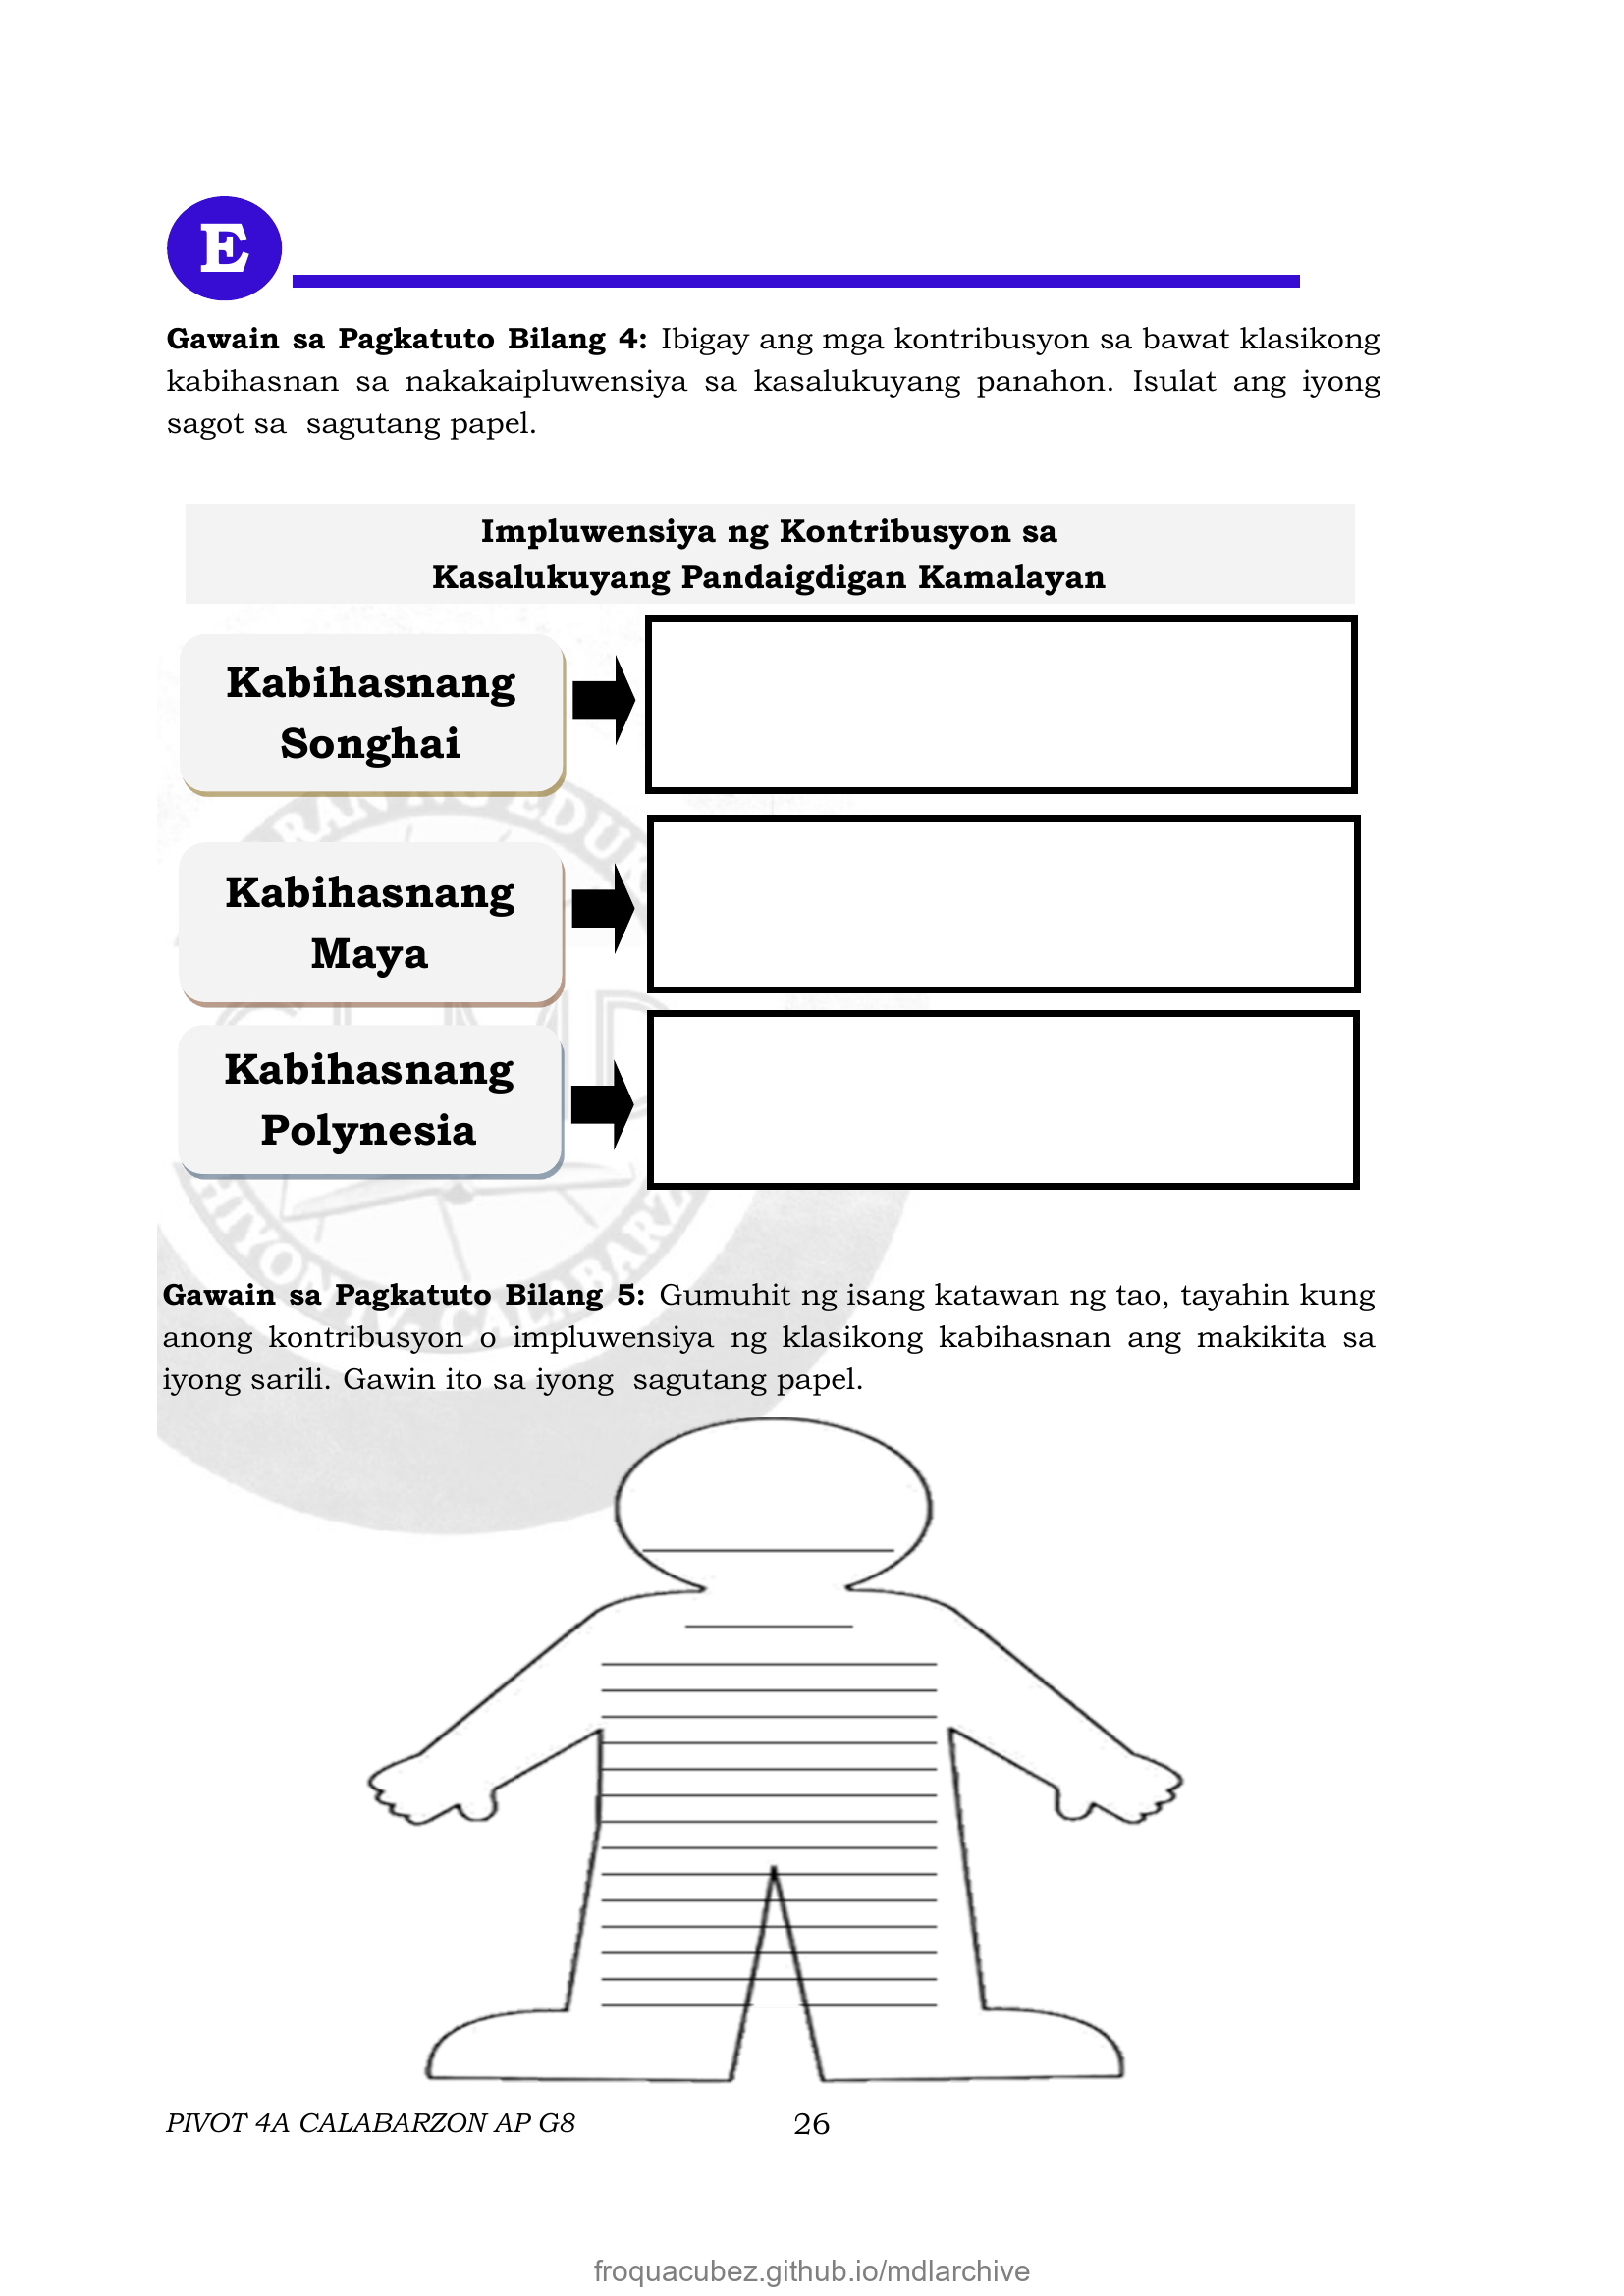 E
Gawain sa Pagkatuto Bilang 4: Ibigay ang mga kontribusyon sa bawat klasikong
kabihasnan sa nakakaipluwensiya sa kasalukuyang panahon. Isulat ang iyong
sagot sa sagutang papel.
Impluwensiya ng Kontribusyon sa
Kasalukuyang Pandaigdigan Kamalayan
Kabihasnang
Songhai
Kabihasnang
Maya
Kabihasnang
Polynesia
Gawain sa Pagkatuto Bilang 5: Gumuhit ng isang katawan ng tao, tayahin kung
anong kontribusyon o impluwensiya ng klasikong kabihasnan ang makikita sa
iyong sarili. Gawin ito sa iyong sagutang papel.
PIVOT 4A CALABARZON AP G8
26
froquacubez.github.io/mdlarchive